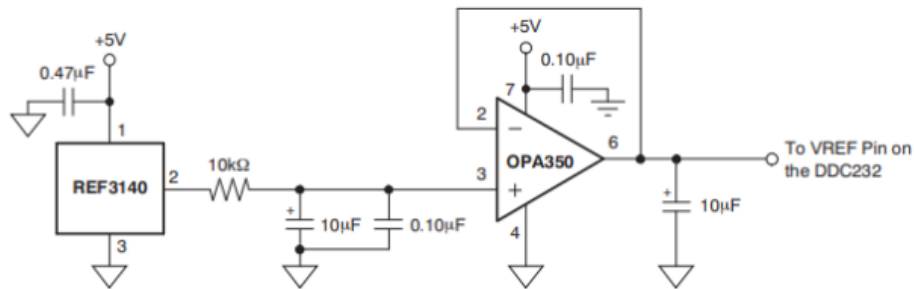 +5V
0.47μF
1
REF3140
2
3
10kΩ
+
10μF
0.10μF
+5V
0.10μF
7
2
−
OPA350
6
3
+
4
+
10μF
To VREF Pin on
the DDC232